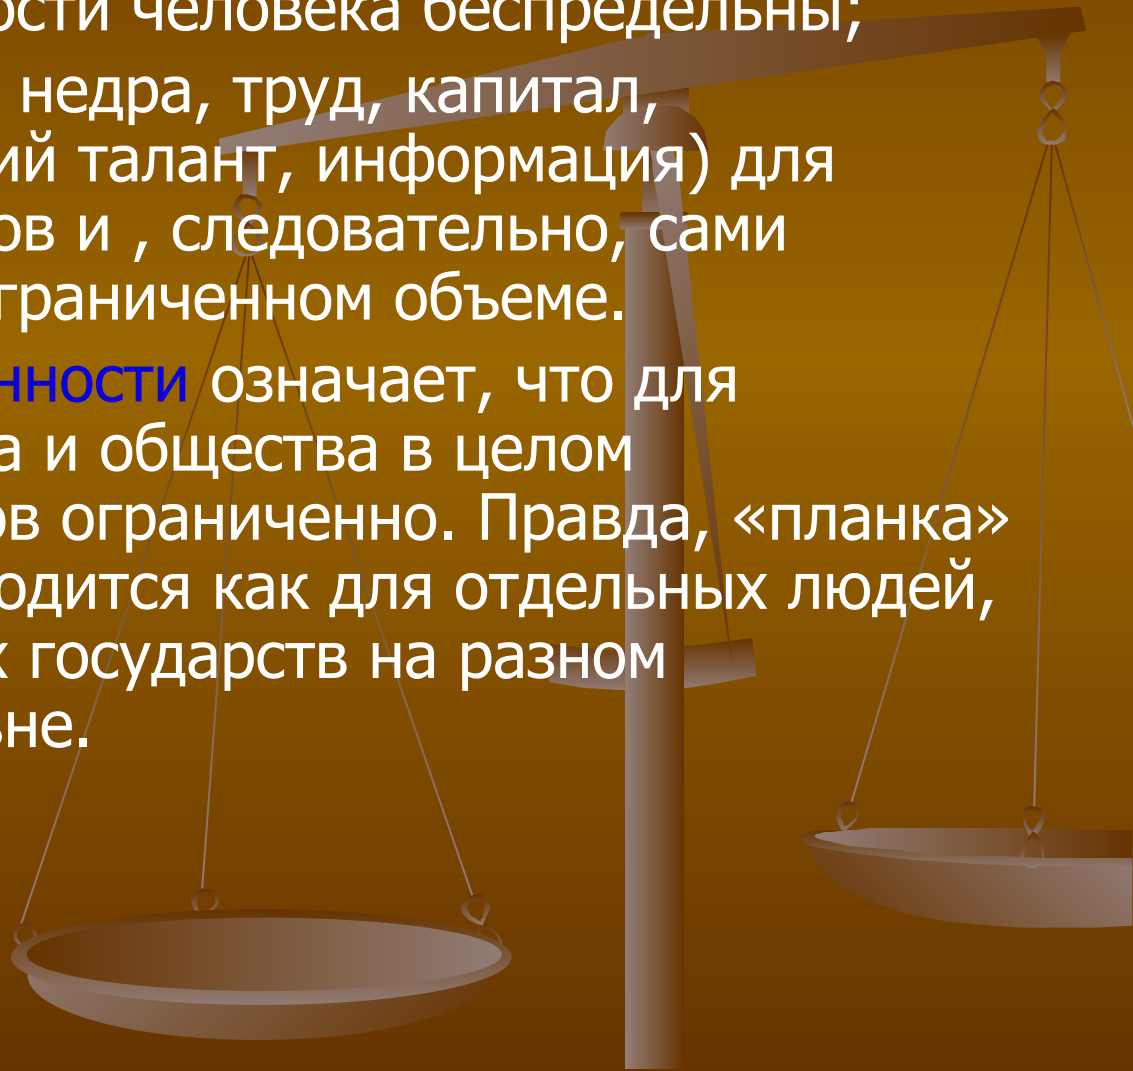 ости человека беспредельны;
недра, труд, капитал,
ий талант, информация) для
ов и , следовательно, сами
граниченном объеме.
нности означает, что для
а и общества в целом
ов ограниченно. Правда, «планка»
одится как для отдельных людей,
х государств на разном
вне.